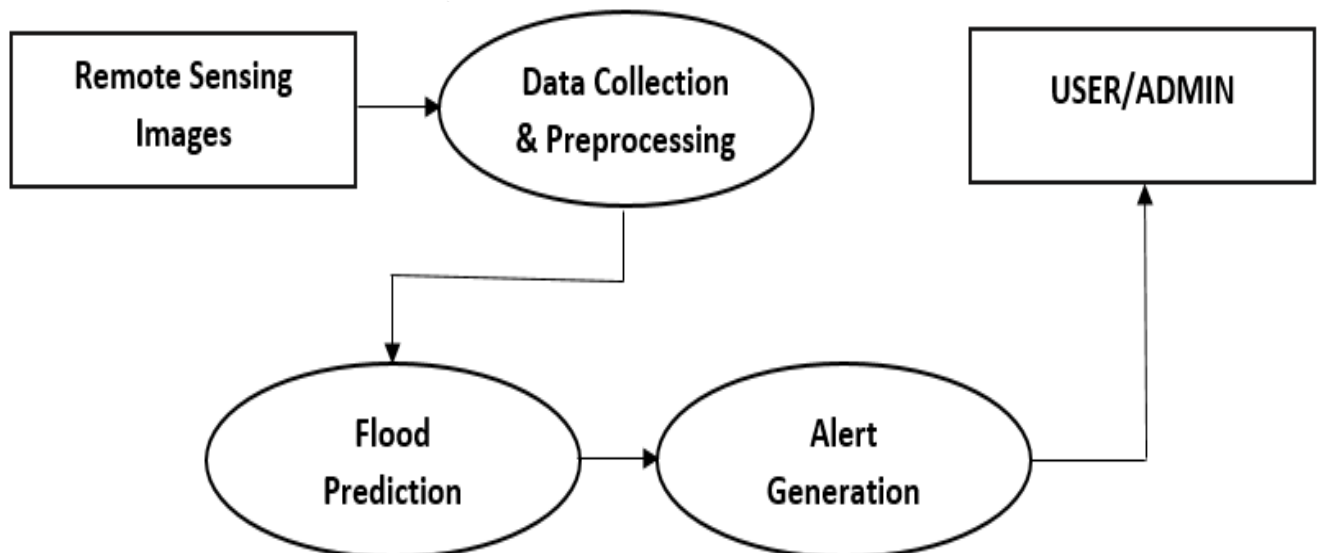 Remote Sensing
Images
Data Collection
& Preprocessing
USER/ADMIN
Flood
Prediction
Alert
Generation